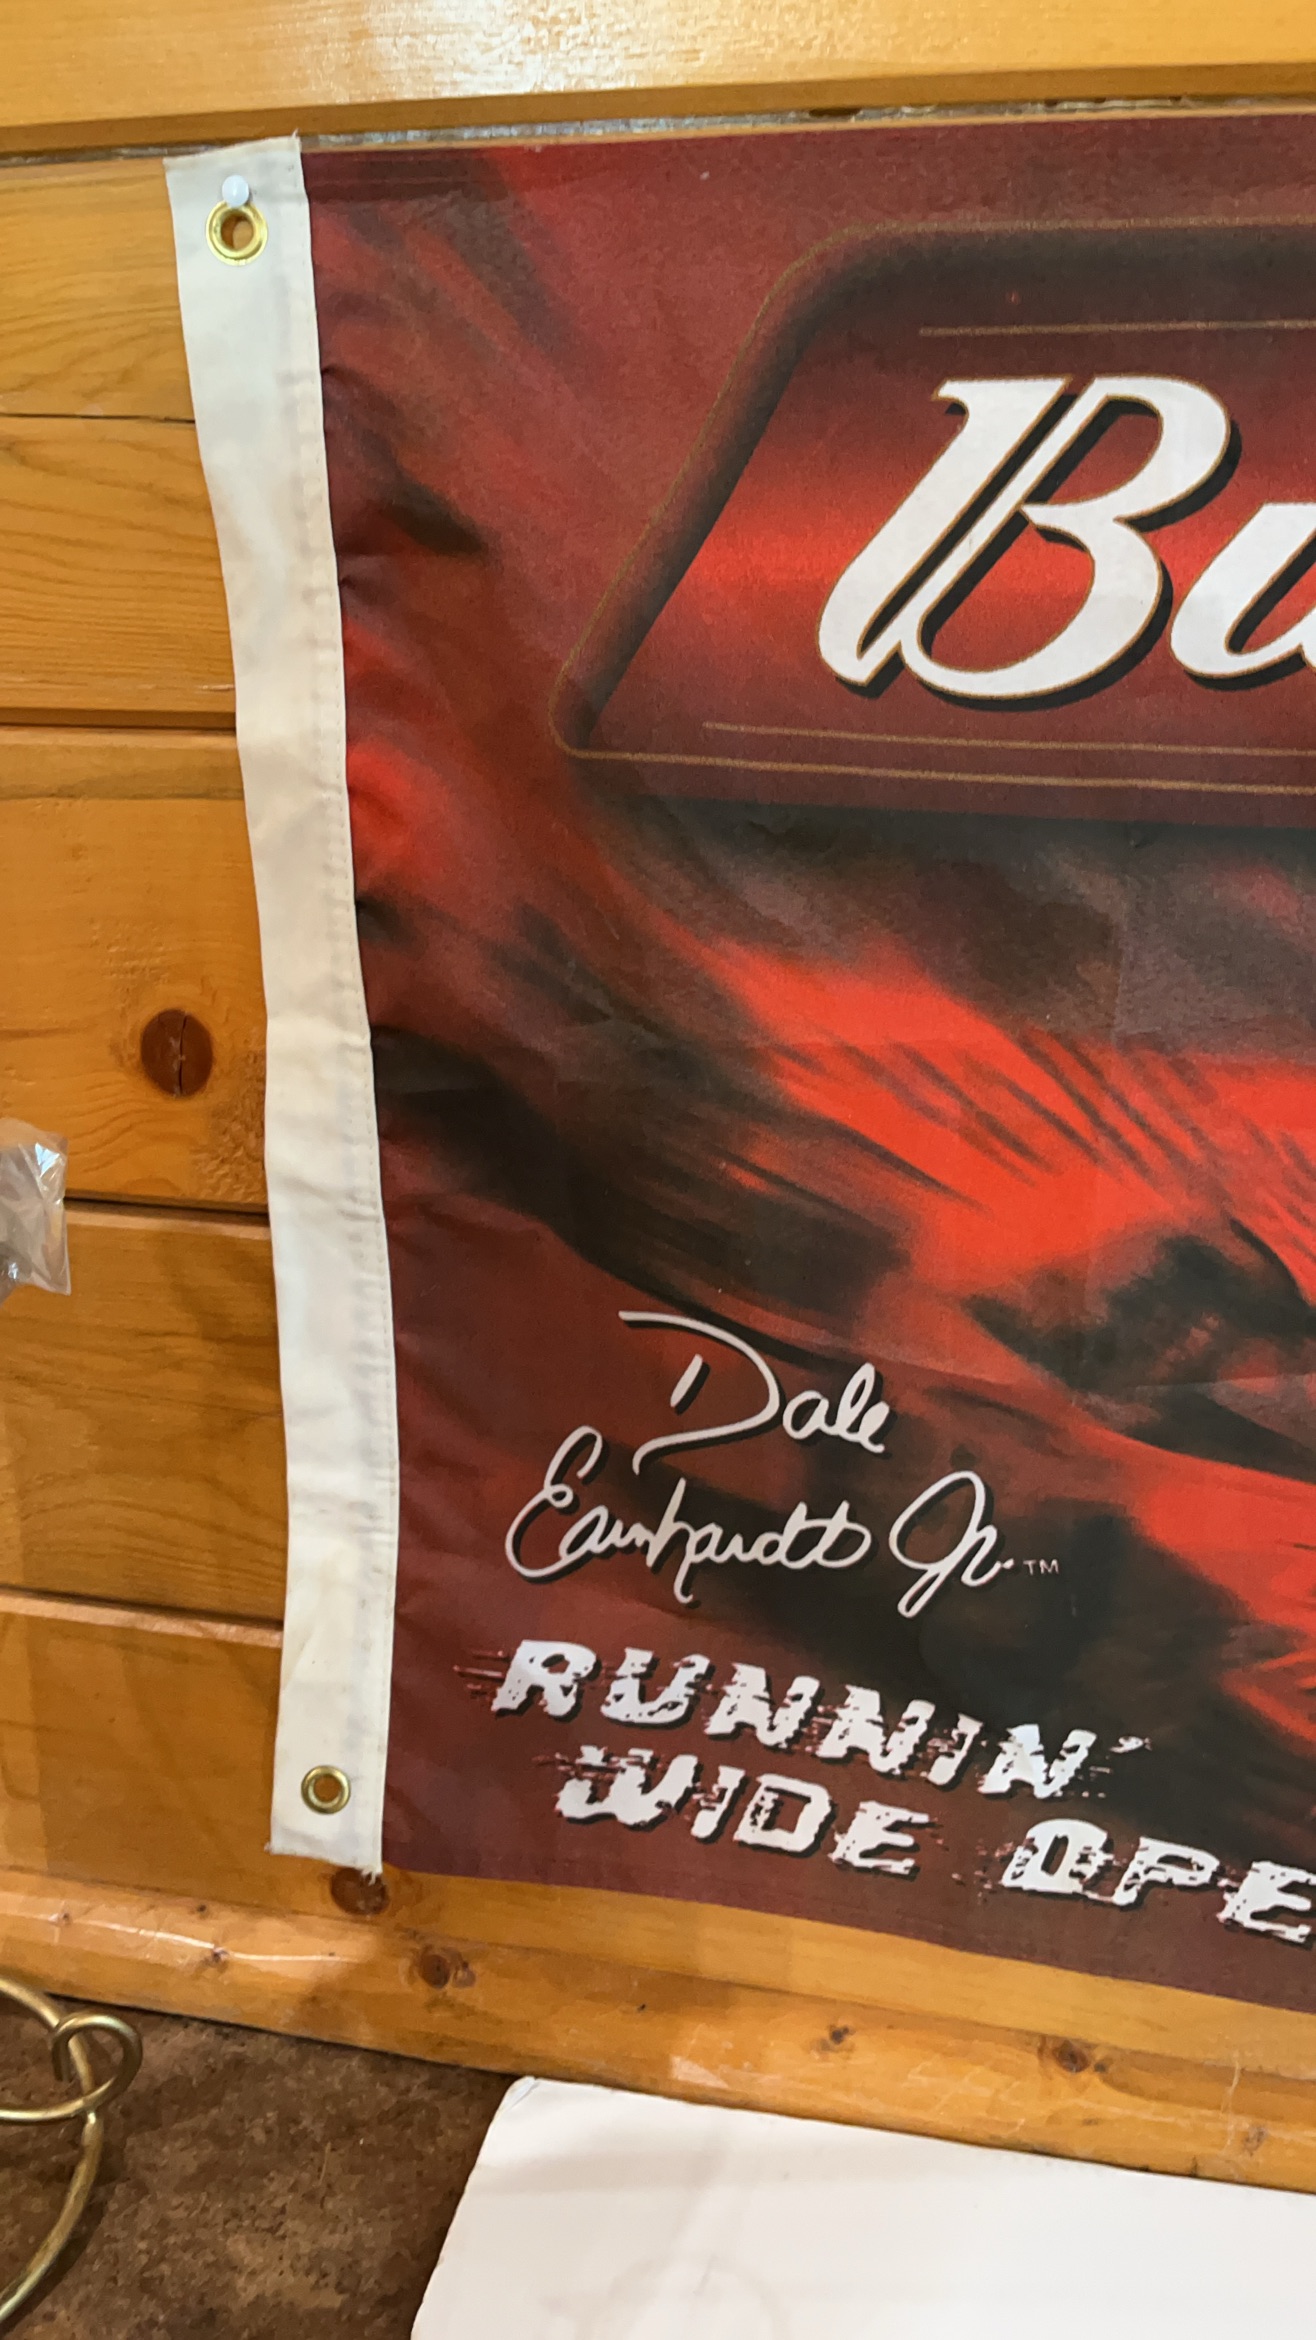 Bu
Dale
Earnhardt Jr.™
RUNNIN'
WIDE OPE